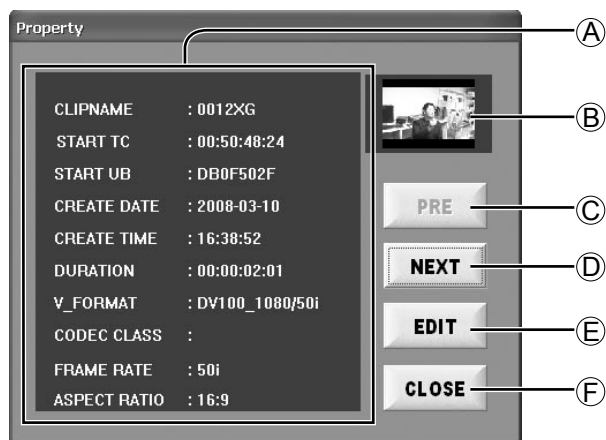 Property
Ⓐ
CLIPNAME : 0012XG
START TC : 00:50:48:24
START UB : DB0F502F
CREATE DATE : 2008-03-10
CREATE TIME : 16:38:52
DURATION : 00:00:02:01
V_FORMAT : DV100_1080/50i
CODEC CLASS :
FRAME RATE : 50i
ASPECT RATIO : 16:9
Ⓑ
PRE Ⓒ
NEXT Ⓓ
EDIT Ⓔ
CLOSE Ⓕ